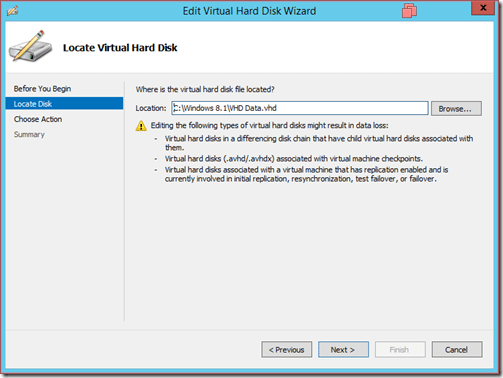 Edit Virtual Hard Disk Wizard
Locate Virtual Hard Disk
Before You Begin
Locate Disk
Choose Action
Summary
Where is the virtual hard disk file located?
Location: C:\Windows 8.1\VHD Data.vhd Browse...
Editing the following types of virtual hard disks might result in data loss:
- Virtual hard disks in a differencing disk chain that have child virtual hard disks associated with
them.
- Virtual hard disks (.avhd/.avhdx) associated with virtual machine checkpoints.
- Virtual hard disks associated with a virtual machine that has replication enabled and is
currently involved in initial replication, resynchronization, test failover, or failover.
< Previous Next > Finish Cancel